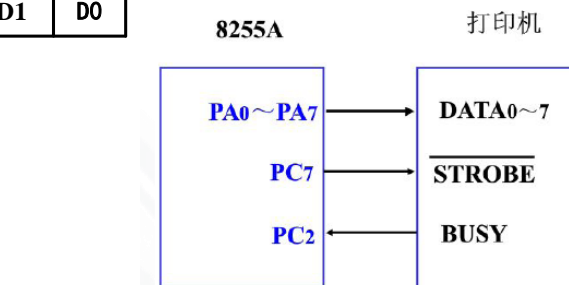 D1 D0
8255A 打印机
PA0～PA7 DATA0～7
PC7 STROBE
PC2 BUSY